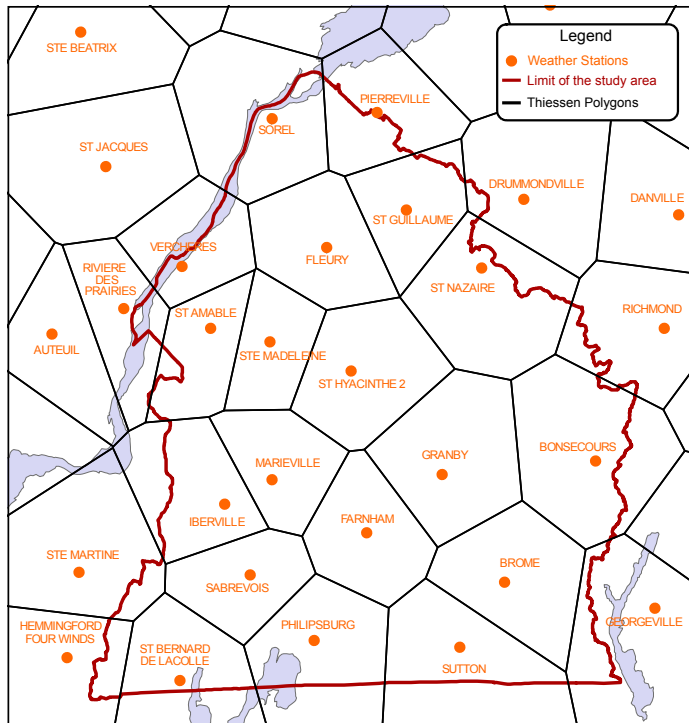 Legend
Weather Stations
Limit of the study area
Thiessen Polygons
STE BEATRIX
PIERREVILLE
SOREL
ST JACQUES
DRUMMONDVILLE
DANVILLE
ST GUILLAUME
VERCHERES
FLEURY
RIVIERE
DES
PRAIRIES
ST NAZAIRE
ST AMABLE
RICHMOND
AUTEUIL
STE MADELEINE
ST HYACINTHE 2
MARIEVILLE
GRANBY
BONSECOURS
IBERVILLE
FARNHAM
STE MARTINE
BROME
SABREVOIS
GEORGEVILLE
HEMMINGFORD
FOUR WINDS
ST BERNARD
DE LACOLLE
PHILIPSBURG
SUTTON